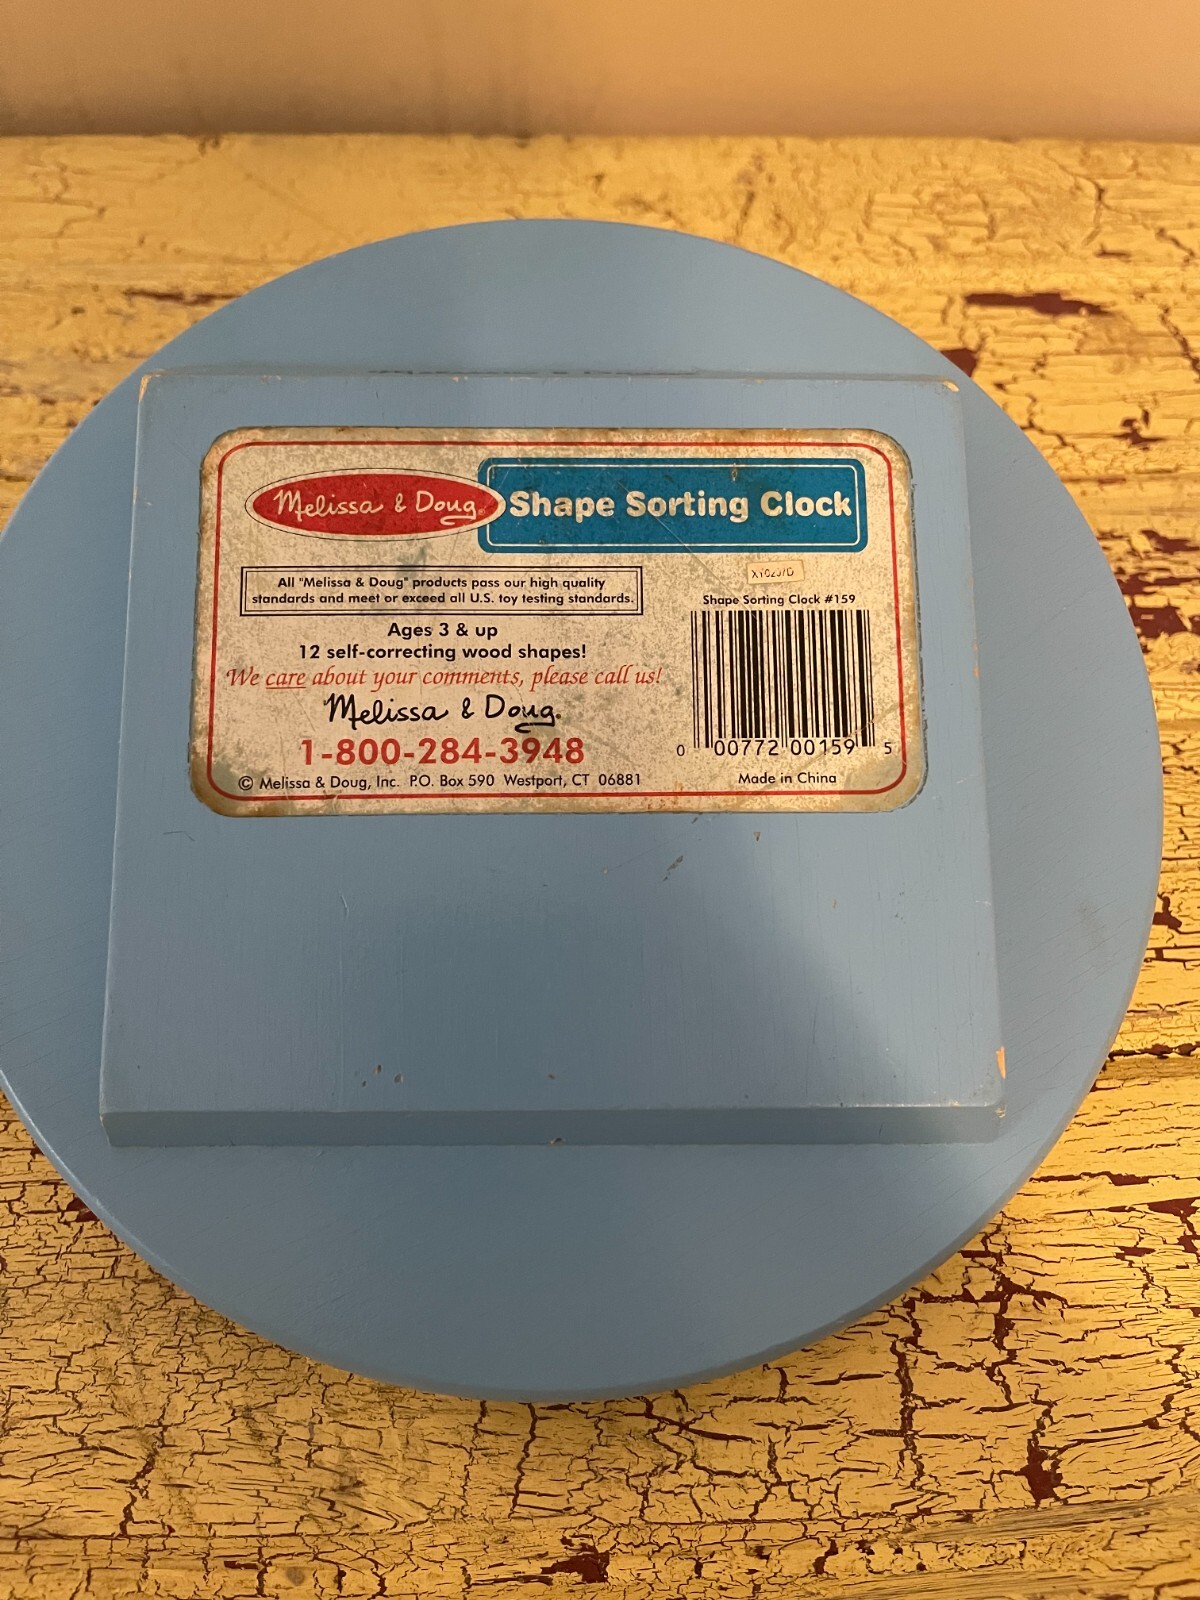 Melissa & Doug®
Shape Sorting Clock
All "Melissa & Doug" products pass our high quality
standards and meet or exceed all U.S. toy testing standards.
Ages 3 & up
12 self-correcting wood shapes!
We care about your comments, please call us!
Melissa & Doug.
1-800-284-3948
© Melissa & Doug, Inc. P.O. Box 590 Westport, CT 06881
Shape Sorting Clock #159
0 00772 00159 5
Made in China